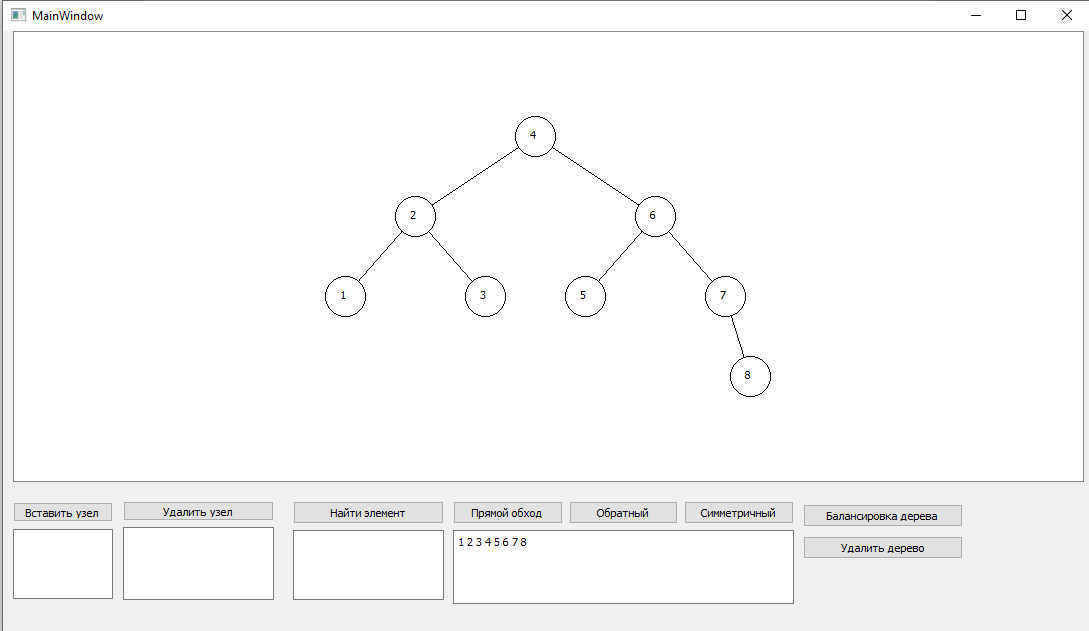 MainWindow
4
2
6
1
3
5
7
8
Вставить узел
Удалить узел
Найти элемент
Прямой обход
Обратный
Симметричный
Балансировка дерева
1 2 3 4 5 6 7 8
Удалить дерево